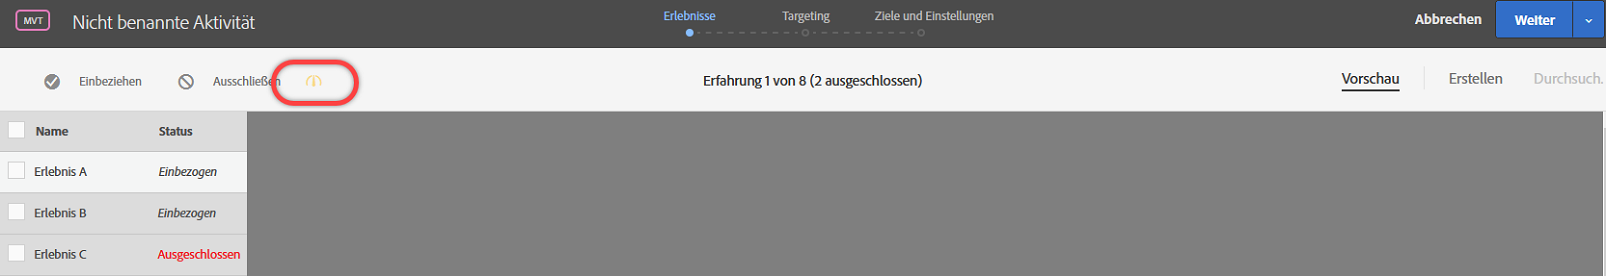 MVT Nicht benannte Aktivität Erlebnisse Targeting Ziele und Einstellungen Abbrechen Weiter
Einbeziehen Ausschließen Erfahrung 1 von 8 (2 ausgeschlossen) Vorschau Erstellen Durchsuch.
Name Status
Erlebnis A Einbezogen
Erlebnis B Einbezogen
Erlebnis C Ausgeschlossen